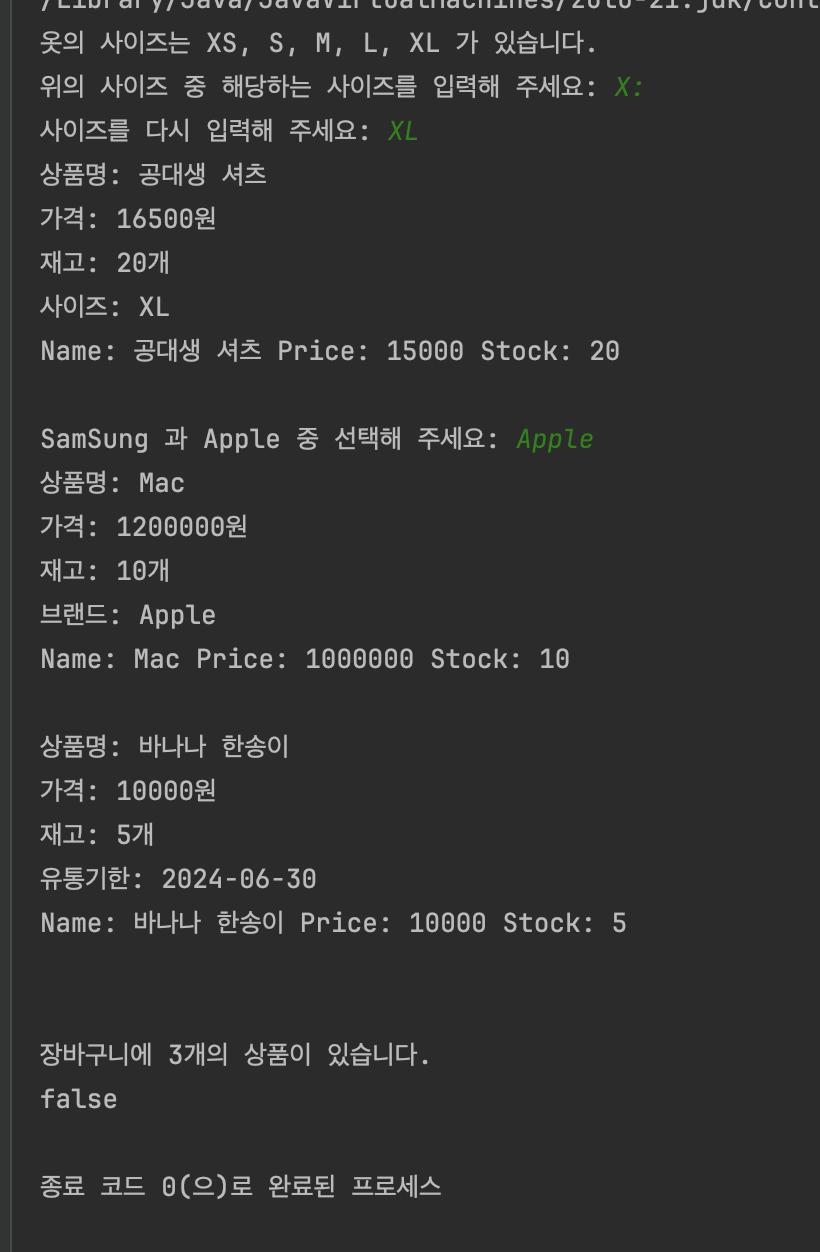 /Library/Java/JavaVirtualMachines/zulu-21.jdk/Cont
옷의 사이즈는 XS, S, M, L, XL 가 있습니다.
위의 사이즈 중 해당하는 사이즈를 입력해 주세요: X:
사이즈를 다시 입력해 주세요: XL
상품명: 공대생 셔츠
가격: 16500원
재고: 20개
사이즈: XL
Name: 공대생 셔츠 Price: 15000 Stock: 20
SamSung 과 Apple 중 선택해 주세요: Apple
상품명: Mac
가격: 1200000원
재고: 10개
브랜드: Apple
Name: Mac Price: 1000000 Stock: 10
상품명: 바나나 한송이
가격: 10000원
재고: 5개
유통기한: 2024-06-30
Name: 바나나 한송이 Price: 10000 Stock: 5
장바구니에 3개의 상품이 있습니다.
false
종료 코드 0(으)로 완료된 프로세스